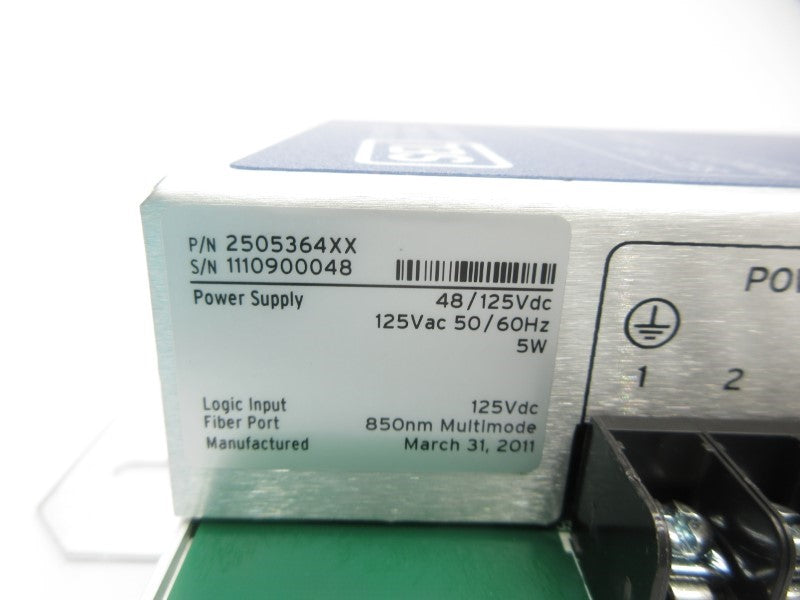 P/N 2505364XX
S/N 1110900048
Power Supply 48/125Vdc
125Vac 50/60Hz
5W
Logic Input 125Vdc
Fiber Port 850nm Multimode
Manufactured March 31, 2011
1 2